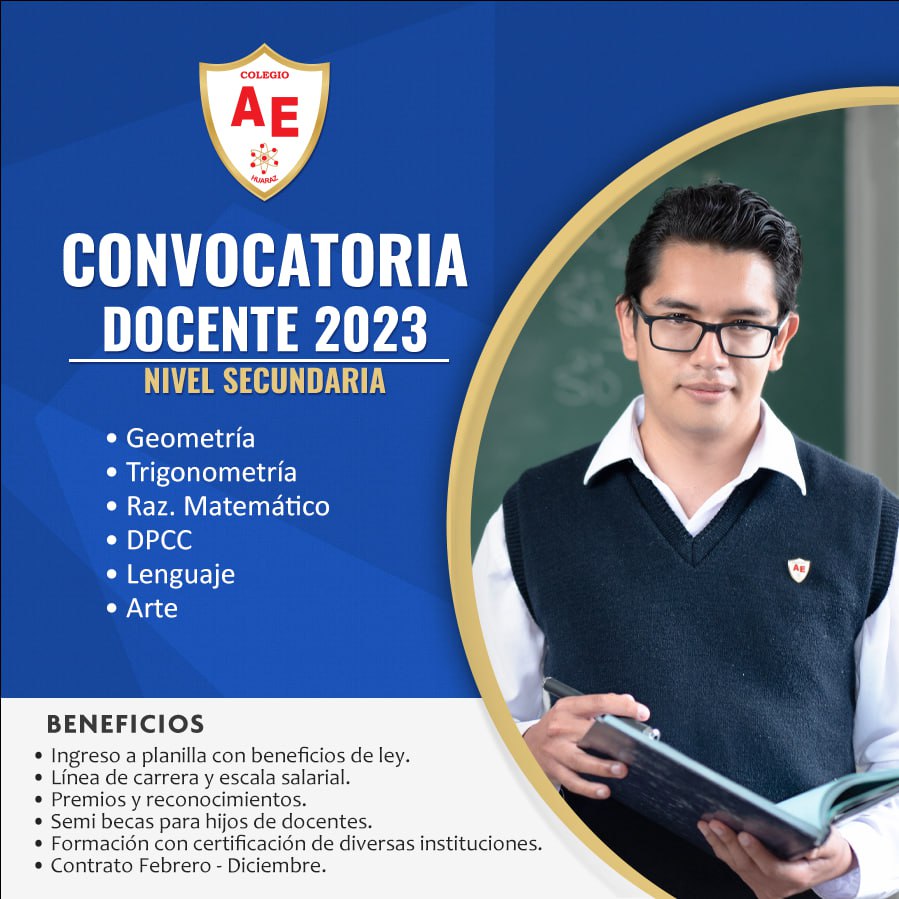 COLEGIO
AE
HUARAZ
CONVOCATORIA
DOCENTE 2023
NIVEL SECUNDARIA
• Geometría
• Trigonometría
• Raz. Matemático
• DPCC
• Lenguaje
• Arte
AE
BENEFICIOS
• Ingreso a planilla con beneficios de ley.
• Línea de carrera y escala salarial.
• Premios y reconocimientos.
• Semi becas para hijos de docentes.
• Formación con certificación de diversas instituciones.
• Contrato Febrero - Diciembre.